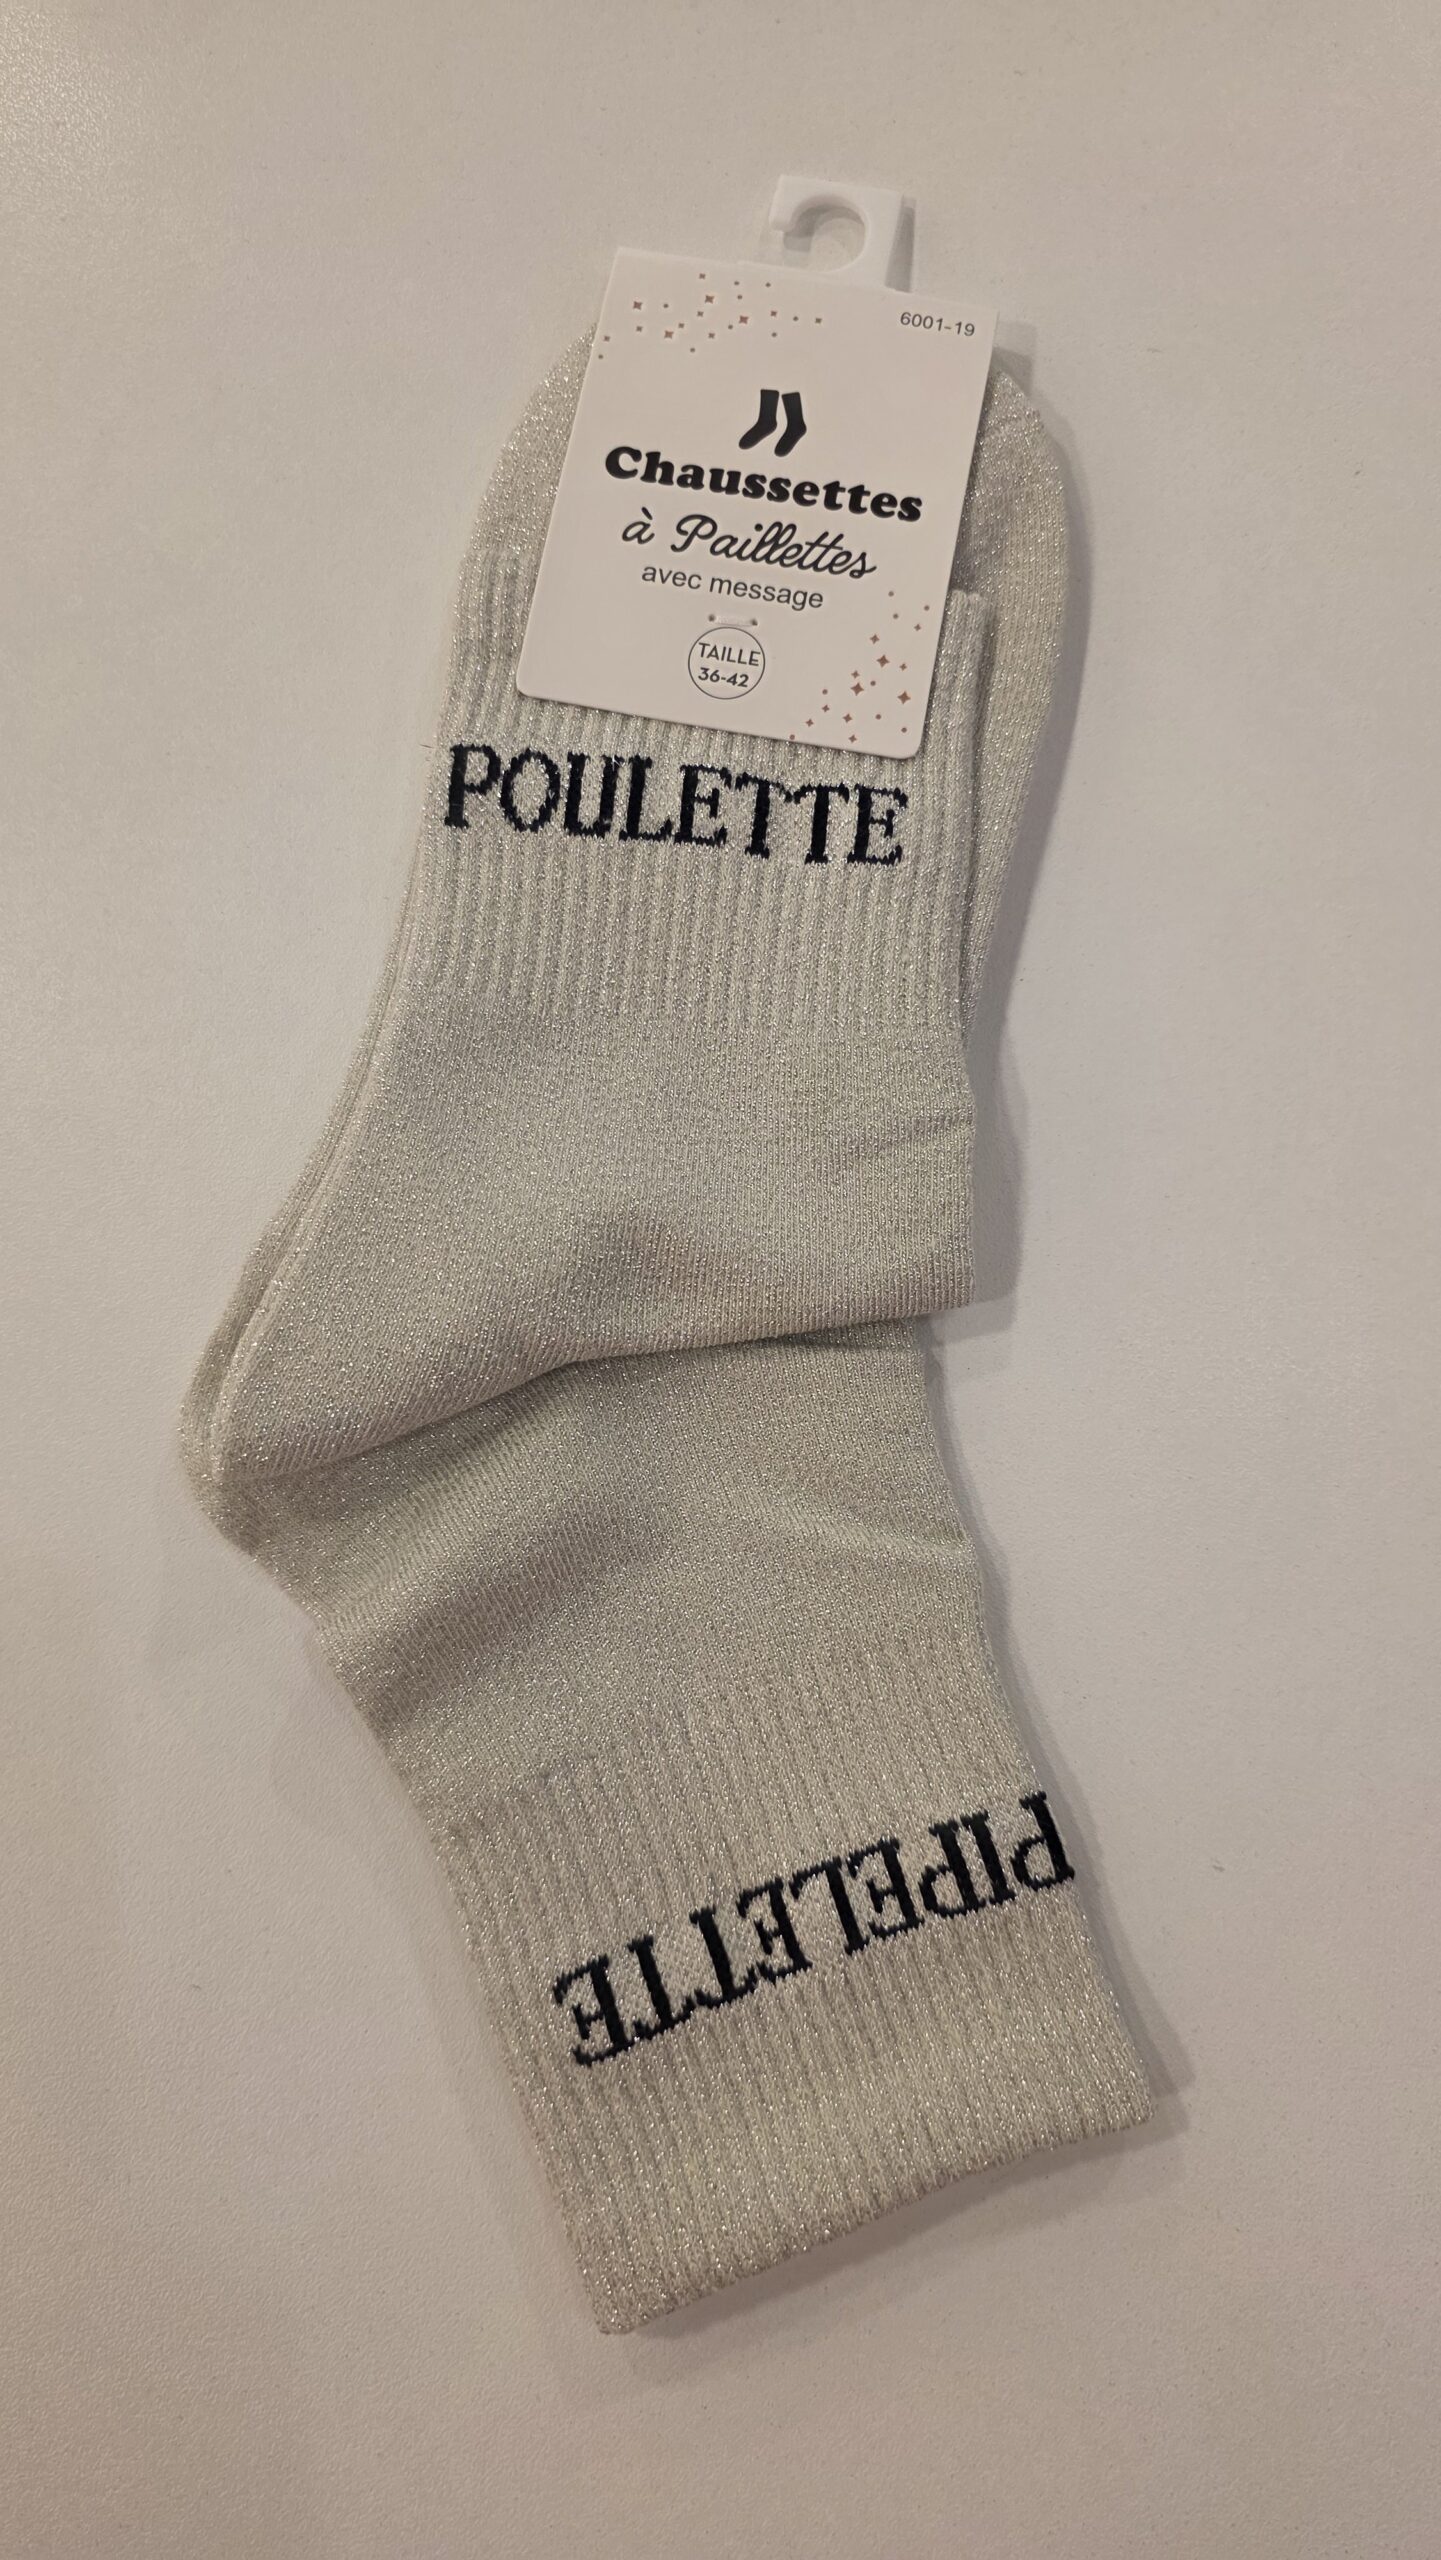 6001-19
Chaussettes
à Paillettes
avec message
TAILLE
36-42
POULETTE
PIPELETTE